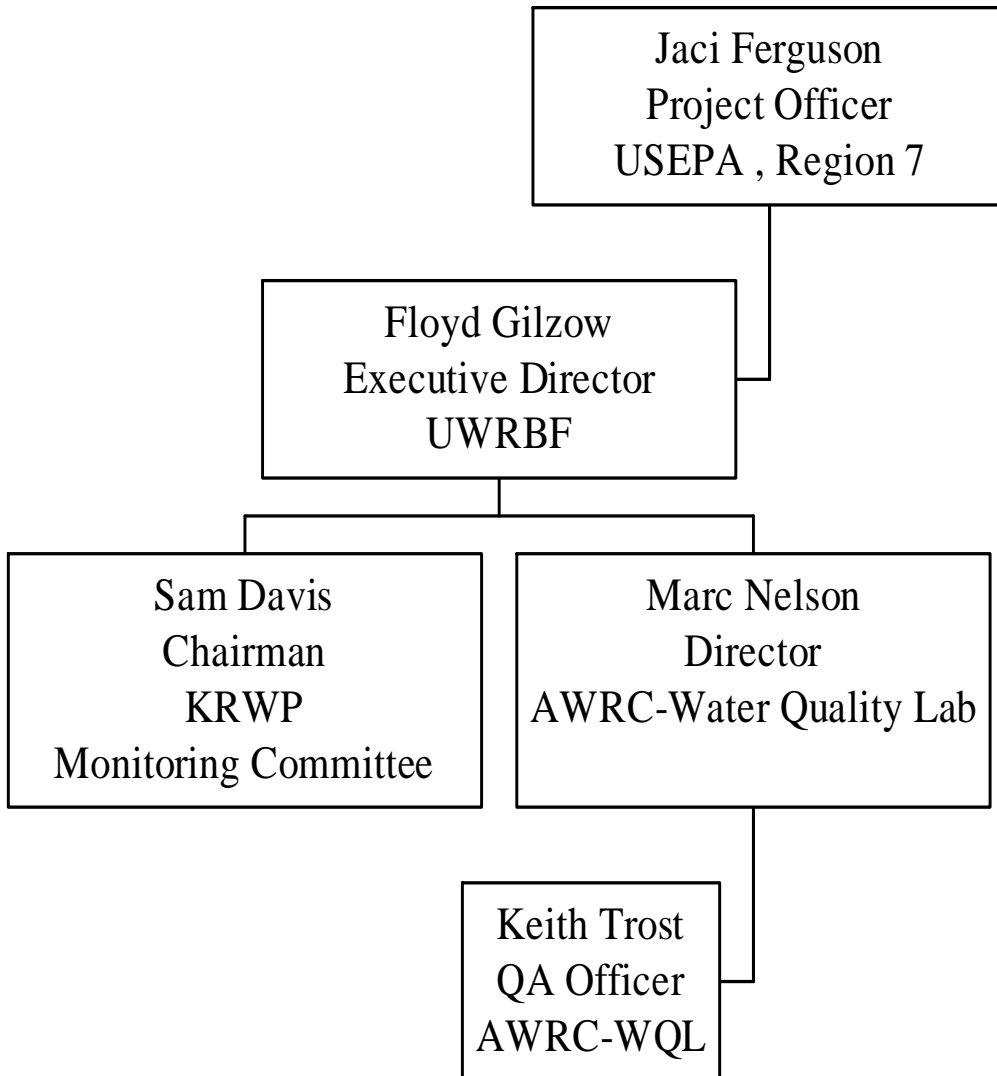 Jaci Ferguson
Project Officer
USEPA , Region 7
Floyd Gilzow
Executive Director
UWRBF
Sam Davis
Chairman
KRWP
Monitoring Committee
Marc Nelson
Director
AWRC-Water Quality Lab
Keith Trost
QA Officer
AWRC-WQL